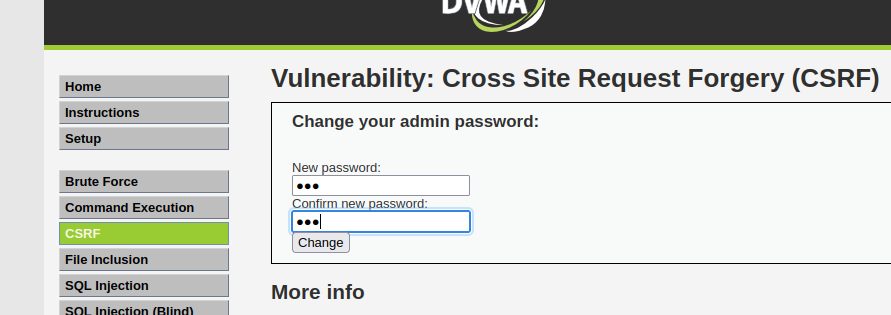 DVWA
Home
Instructions
Setup
Brute Force
Command Execution
CSRF
File Inclusion
SQL Injection
SQL Injection (Blind)
Vulnerability: Cross Site Request Forgery (CSRF)
Change your admin password:
New password:
●●●
Confirm new password:
●●●
Change
More info